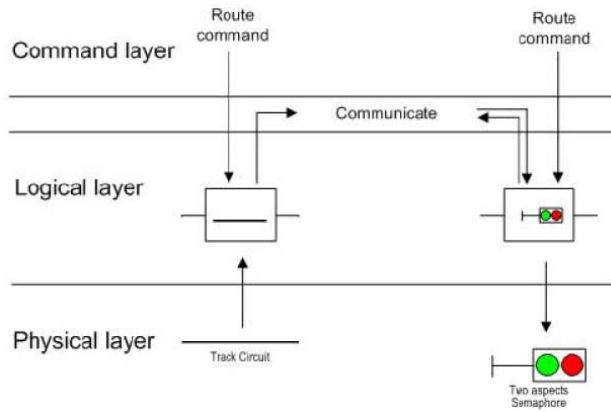 Route
command
Route
command
Command layer
Communicate
Logical layer
Physical layer
Track Circuit
Two aspects
Semaphore